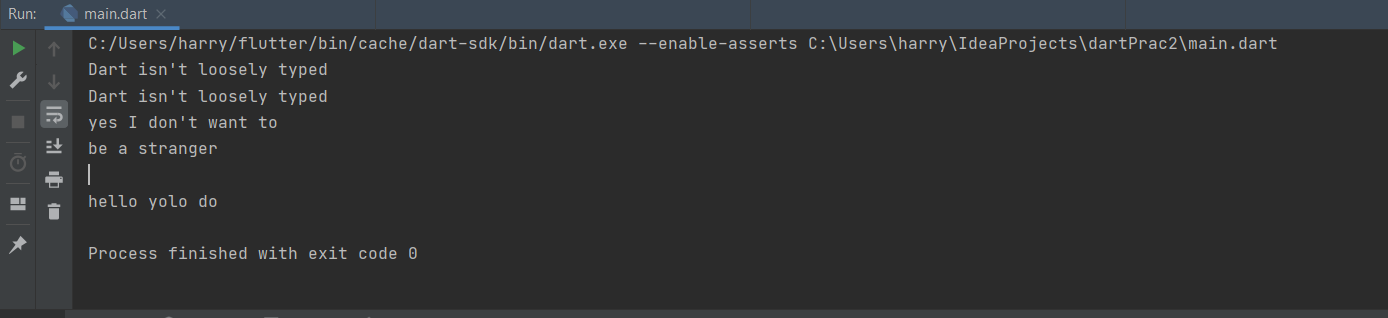 Run: main.dart
C:/Users/harry/flutter/bin/cache/dart-sdk/bin/dart.exe --enable-asserts C:\Users\harry\IdeaProjects\dartPrac2\main.dart
Dart isn't loosely typed
Dart isn't loosely typed
yes I don't want to
be a stranger
hello yolo do
Process finished with exit code 0